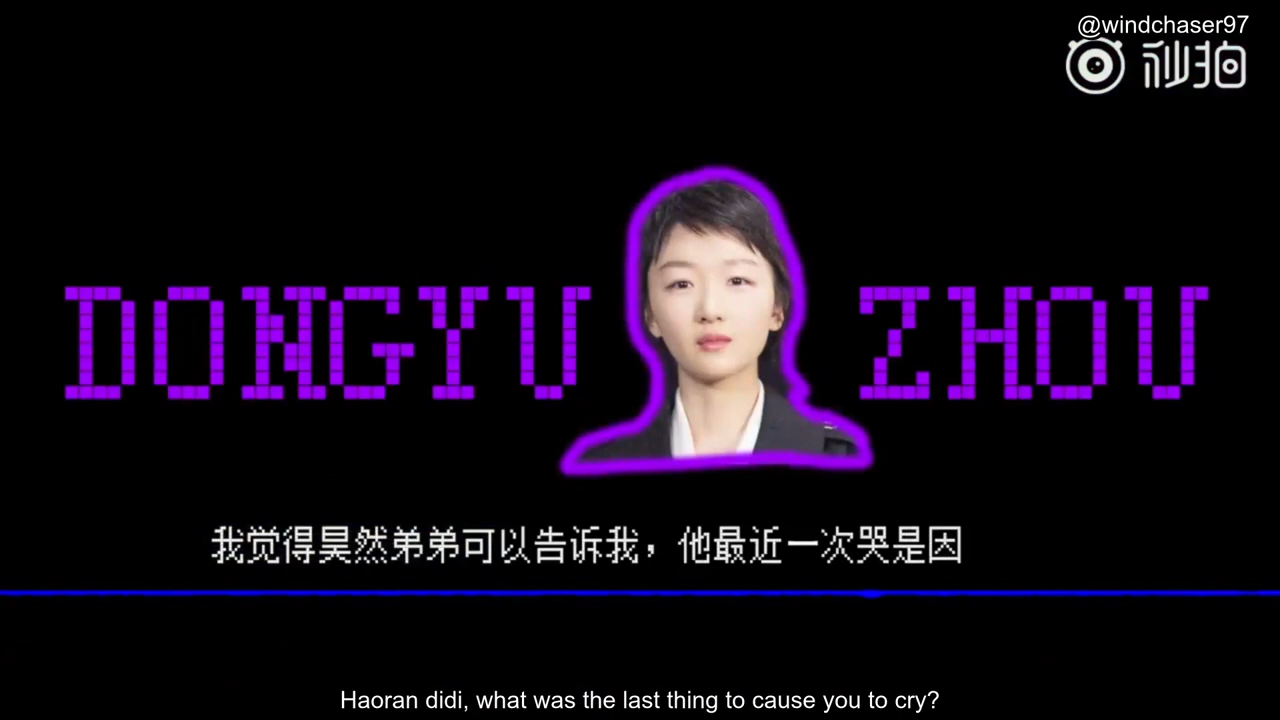 @windchaser97
秒拍
DONGYU ZHOU
我觉得昊然弟弟可以告诉我，他最近一次哭是因
Haoran didi, what was the last thing to cause you to cry?